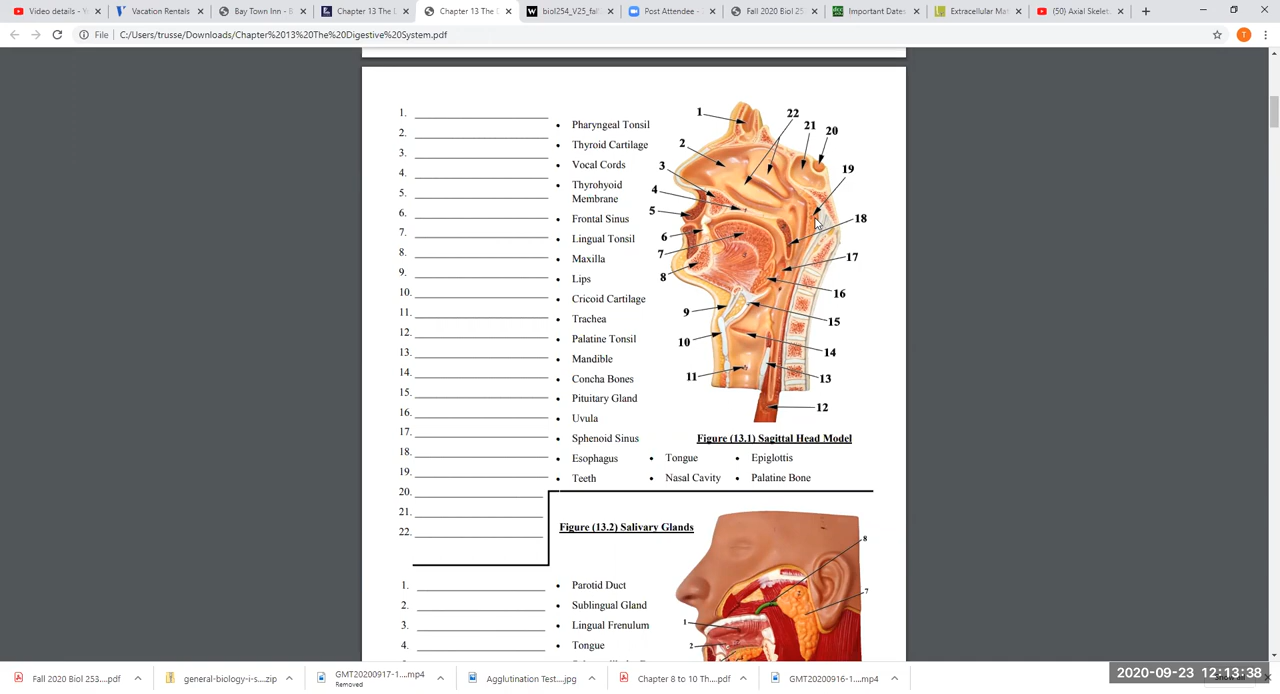 Video details - Y
Vacation Rentals
Bay Town Inn - B
Chapter 13 The D
Chapter 13 The D
biol254_V25_fal
Post Attendee -
Fall 2020 Biol 25
Important Dates
Extracellular Ma
(50) Axial Skelet
File C:/Users/trusse/Downloads/Chapter%2013%20The%20Digestive%20System.pdf
T
1.
2.
3.
4.
5.
6.
7.
8.
9.
10.
11.
12.
13.
14.
15.
16.
17.
18.
19.
20.
21.
22.
• Pharyngeal Tonsil
• Thyroid Cartilage
• Vocal Cords
• Thyrohyoid
Membrane
• Frontal Sinus
• Lingual Tonsil
• Maxilla
• Lips
• Cricoid Cartilage
• Trachea
• Palatine Tonsil
• Mandible
• Concha Bones
• Pituitary Gland
• Uvula
• Sphenoid Sinus
• Esophagus • Tongue • Epiglottis
• Teeth • Nasal Cavity • Palatine Bone
1
2
3
4
5
6
7
8
9
10
11
12
13
14
15
16
17
18
19
20
21
22
Figure (13.1) Sagittal Head Model
Figure (13.2) Salivary Glands
1.
2.
3.
4.
• Parotid Duct
• Sublingual Gland
• Lingual Frenulum
• Tongue
8
7
1
2
Fall 2020 Biol 253....pdf
general-biology-i-s....zip
GMT20200917-1....mp4
Removed
Agglutination Test....jpg
Chapter 8 to 10 Th....pdf
GMT20200916-1....mp4
2020-09-23 12:13:38